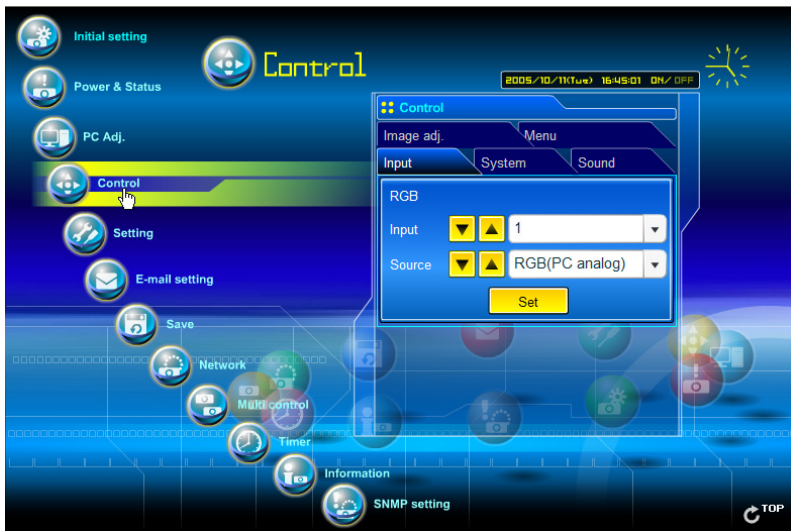 Initial setting
Power & Status
PC Adj.
Control
Setting
E-mail setting
Save
Network
Multi control
Timer
Information
SNMP setting
Control
2005/10/11(Tue) 16:45:01 ON/OFF
Control
Image adj. Menu
Input System Sound
RGB
Input 1
Source RGB(PC analog)
Set
TOP